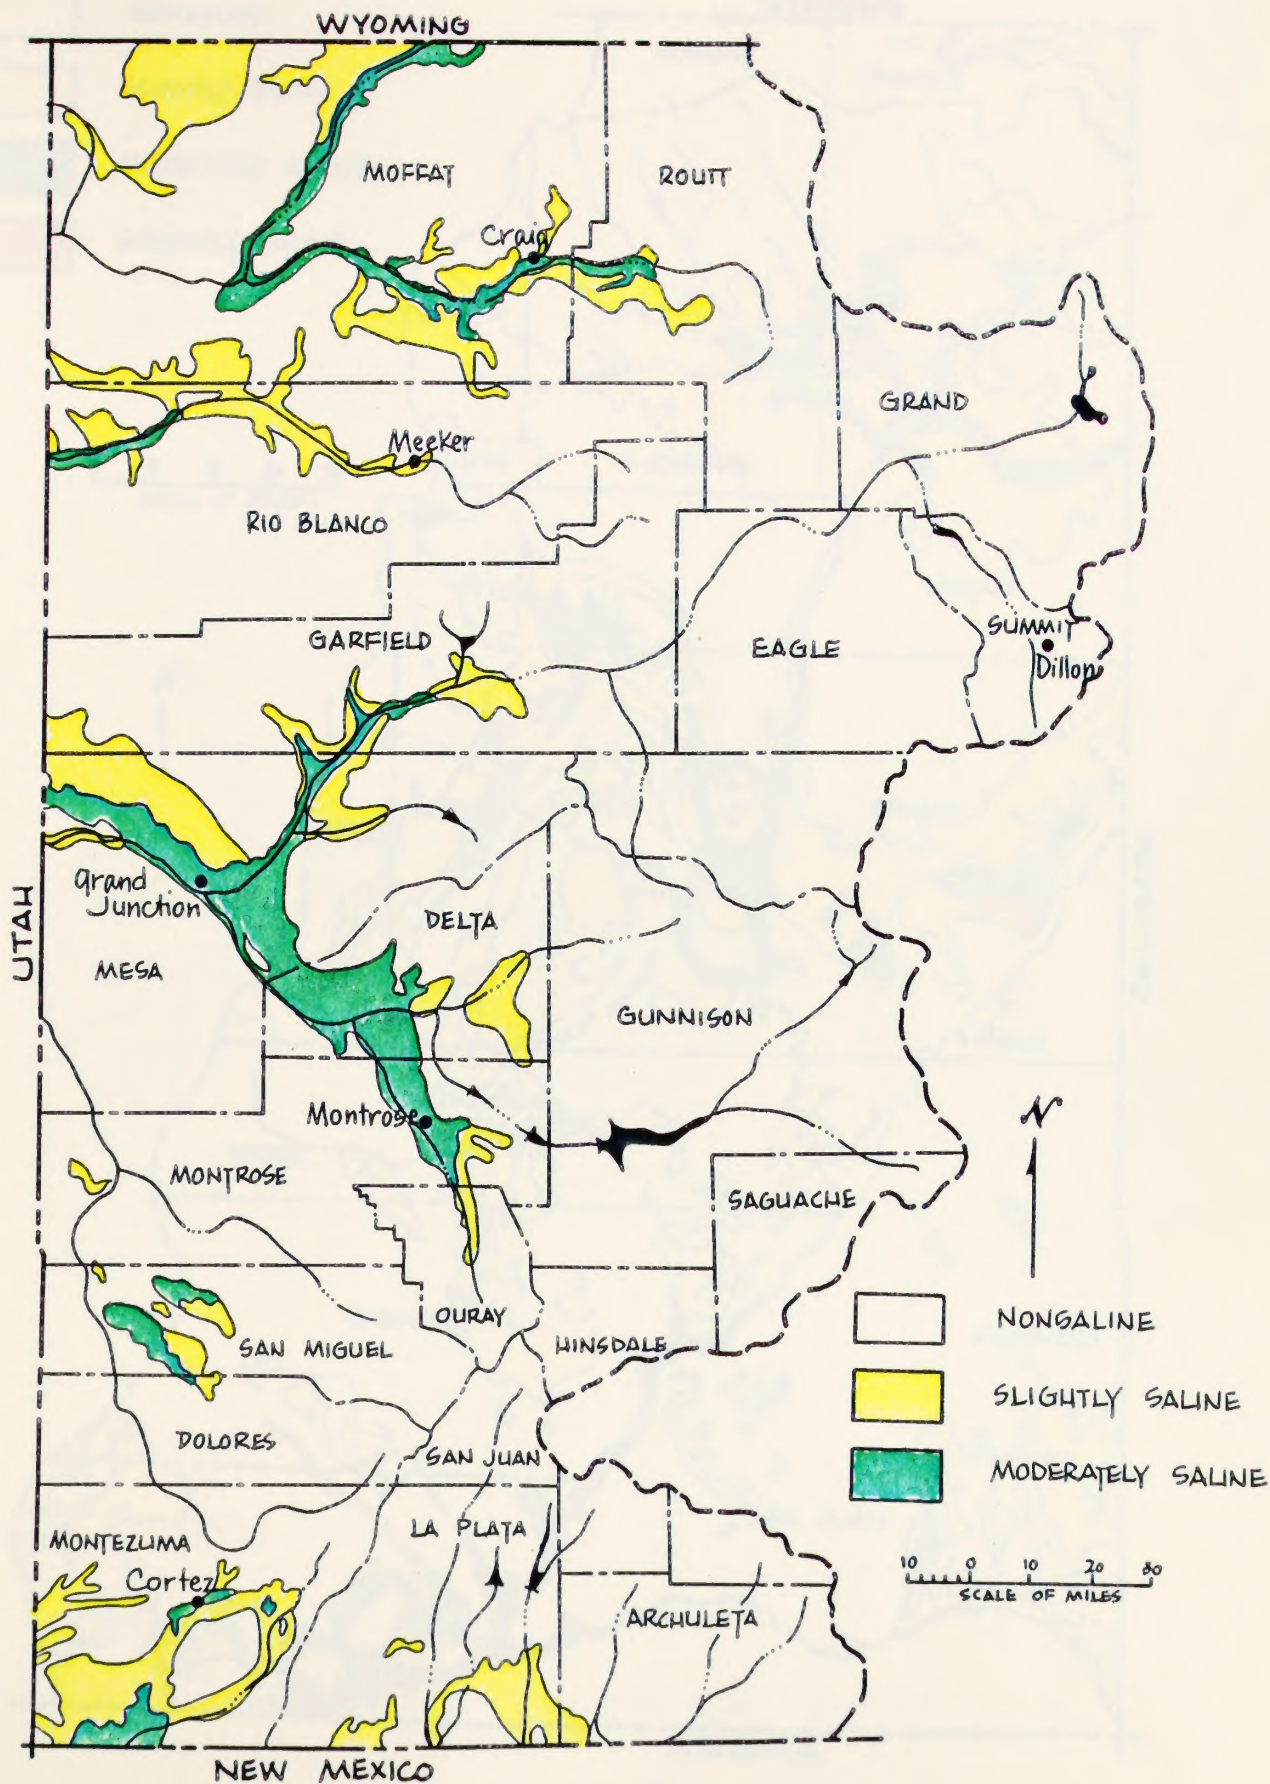 WYOMING
MOFFAT
ROUTT
Craig
GRAND
Meeker
RIO BLANCO
GARFIELD
EAGLE
SUMMIT
Dillon
UTAH
Grand
Junction
DELTA
MESA
GUNNISON
Montrose
N
MONTROSE
SAGUACHE
OURAY
HINSDALE
SAN MIGUEL
NONSALINE
SLIGHTLY SALINE
DOLORES
SAN JUAN
MODERATELY SALINE
MONTEZUMA
LA PLATA
Cortez
10 0 10 20 30
SCALE OF MILES
ARCHULETA
NEW MEXICO